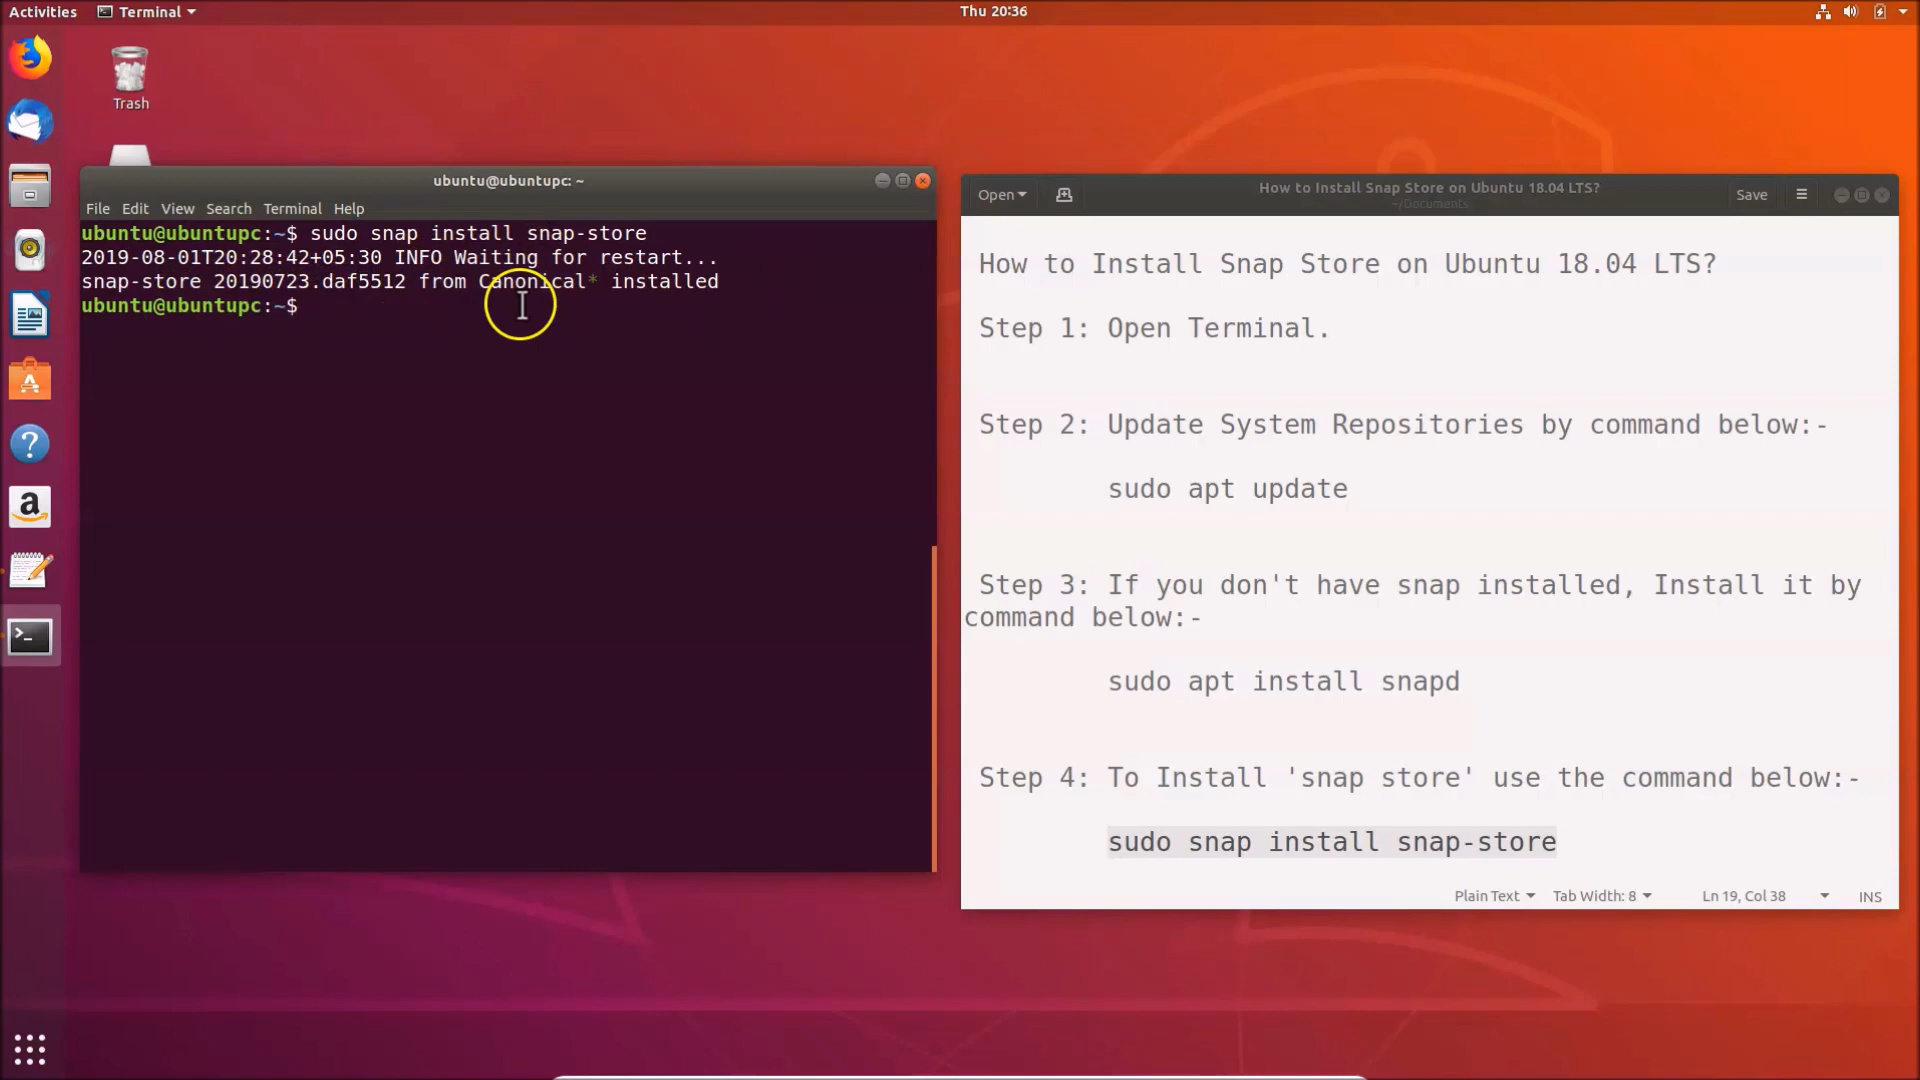 Activities Terminal Thu 20:36
Trash
ubuntu@ubuntupc: ~
File Edit View Search Terminal Help
ubuntu@ubuntupc:~$ sudo snap install snap-store
2019-08-01T20:28:42+05:30 INFO Waiting for restart...
snap-store 20190723.daf5512 from Canonical* installed
ubuntu@ubuntupc:~$
Open How to Install Snap Store on Ubuntu 18.04 LTS? Save
~/Documents
How to Install Snap Store on Ubuntu 18.04 LTS?
Step 1: Open Terminal.
Step 2: Update System Repositories by command below:-
sudo apt update
Step 3: If you don't have snap installed, Install it by
command below:-
sudo apt install snapd
Step 4: To Install 'snap store' use the command below:-
sudo snap install snap-store
Plain Text Tab Width: 8 Ln 19, Col 38 INS